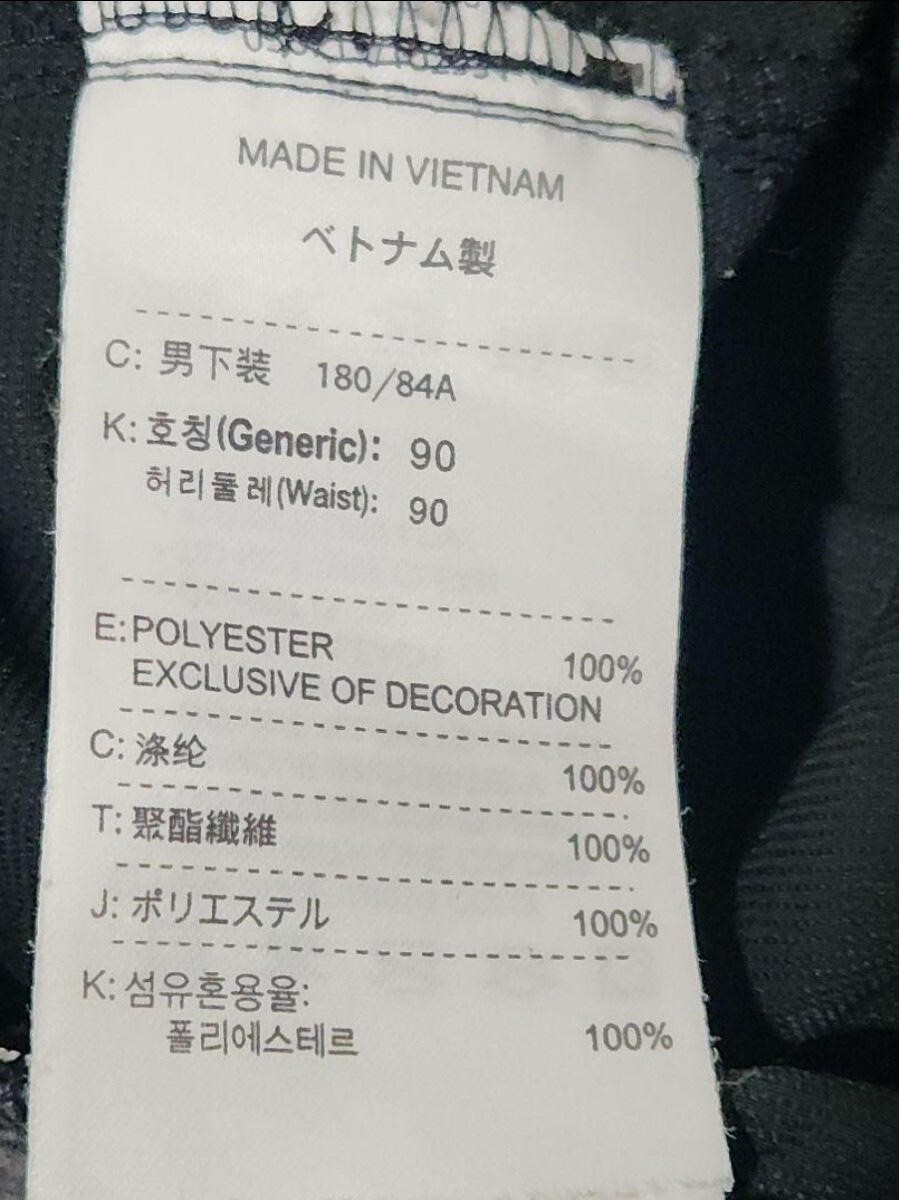 MADE IN VIETNAM
ベトナム製
C: 男下装 180/84A
K: 호칭(Generic): 90
허리둘레(Waist): 90
E: POLYESTER 100%
EXCLUSIVE OF DECORATION
C: 涤纶 100%
T: 聚酯纖維 100%
J: ポリエステル 100%
K: 섬유혼용율:
폴리에스테르 100%